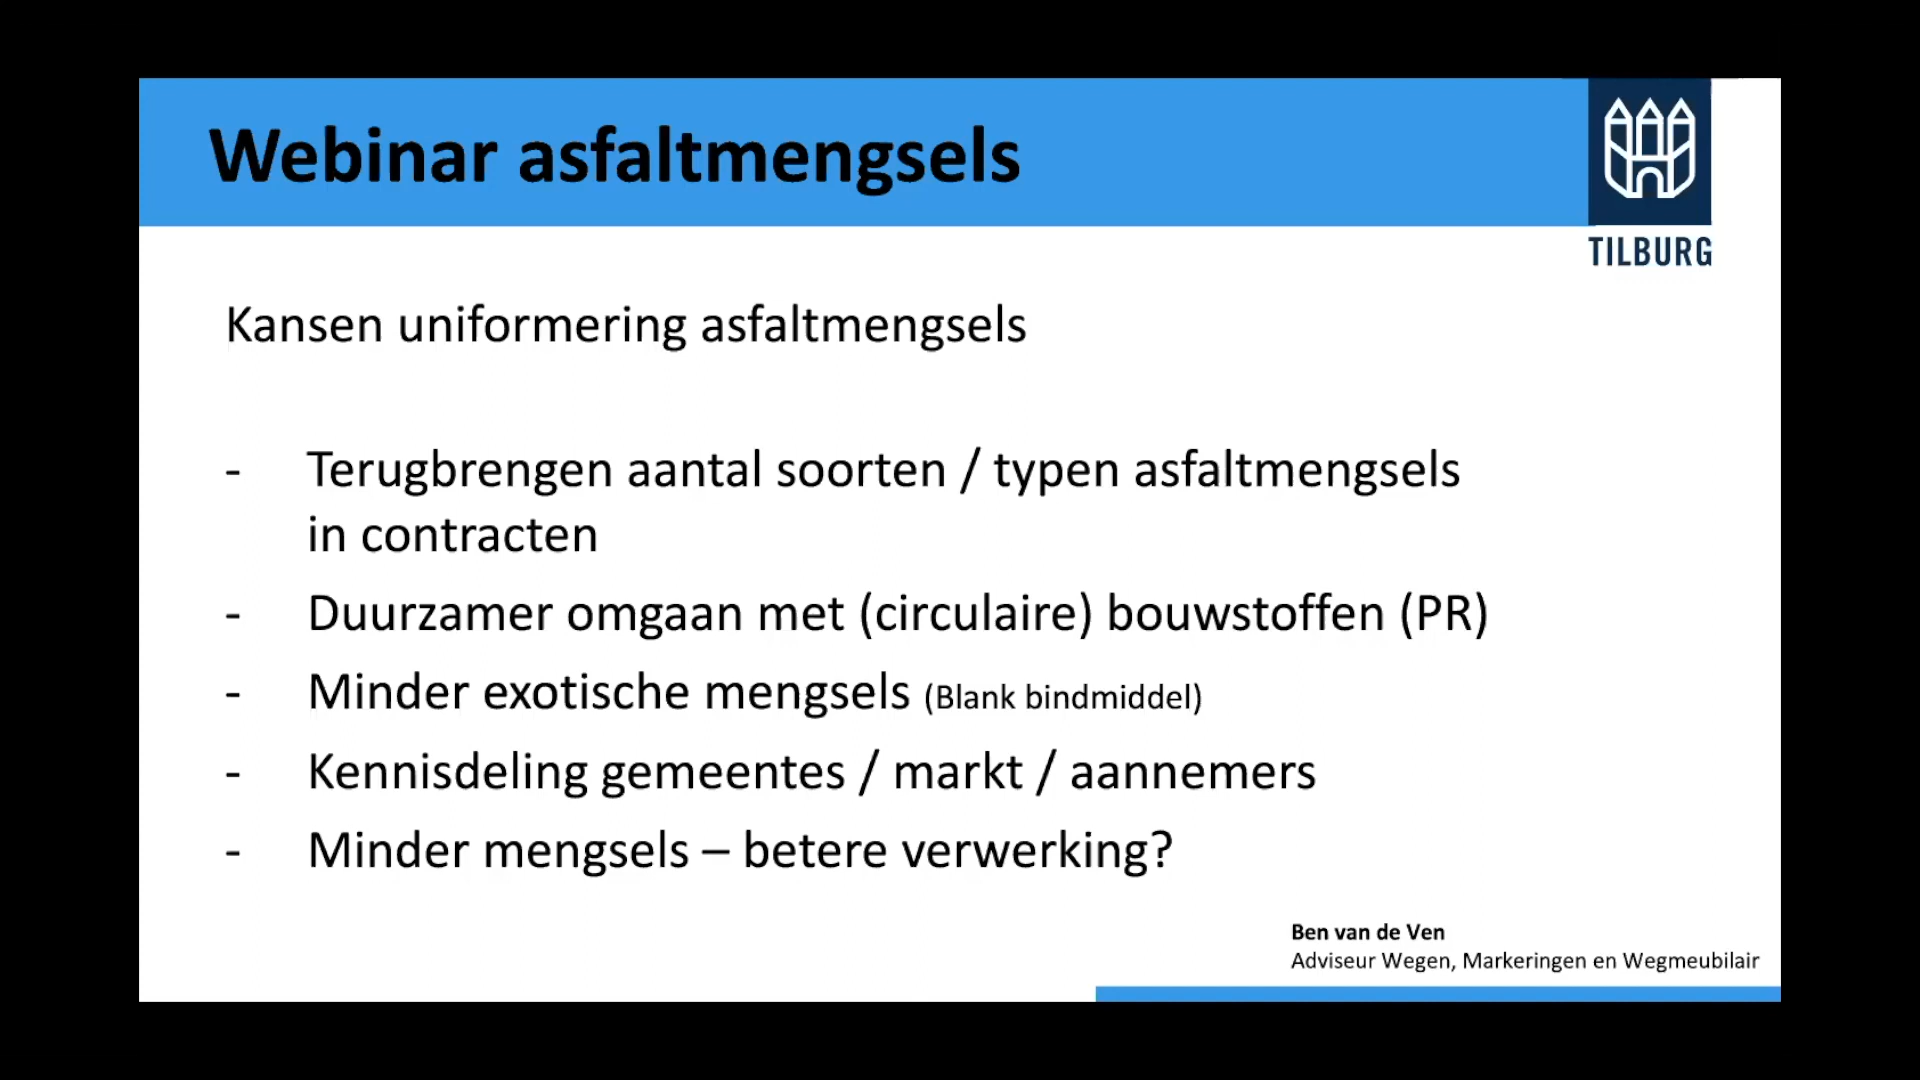 Webinar asfaltmengsels
TILBURG
Kansen uniformering asfaltmengsels
- Terugbrengen aantal soorten / typen asfaltmengsels
in contracten
- Duurzamer omgaan met (circulaire) bouwstoffen (PR)
- Minder exotische mengsels (Blank bindmiddel)
- Kennisdeling gemeentes / markt / aannemers
- Minder mengsels – betere verwerking?
Ben van de Ven
Adviseur Wegen, Markeringen en Wegmeubilair